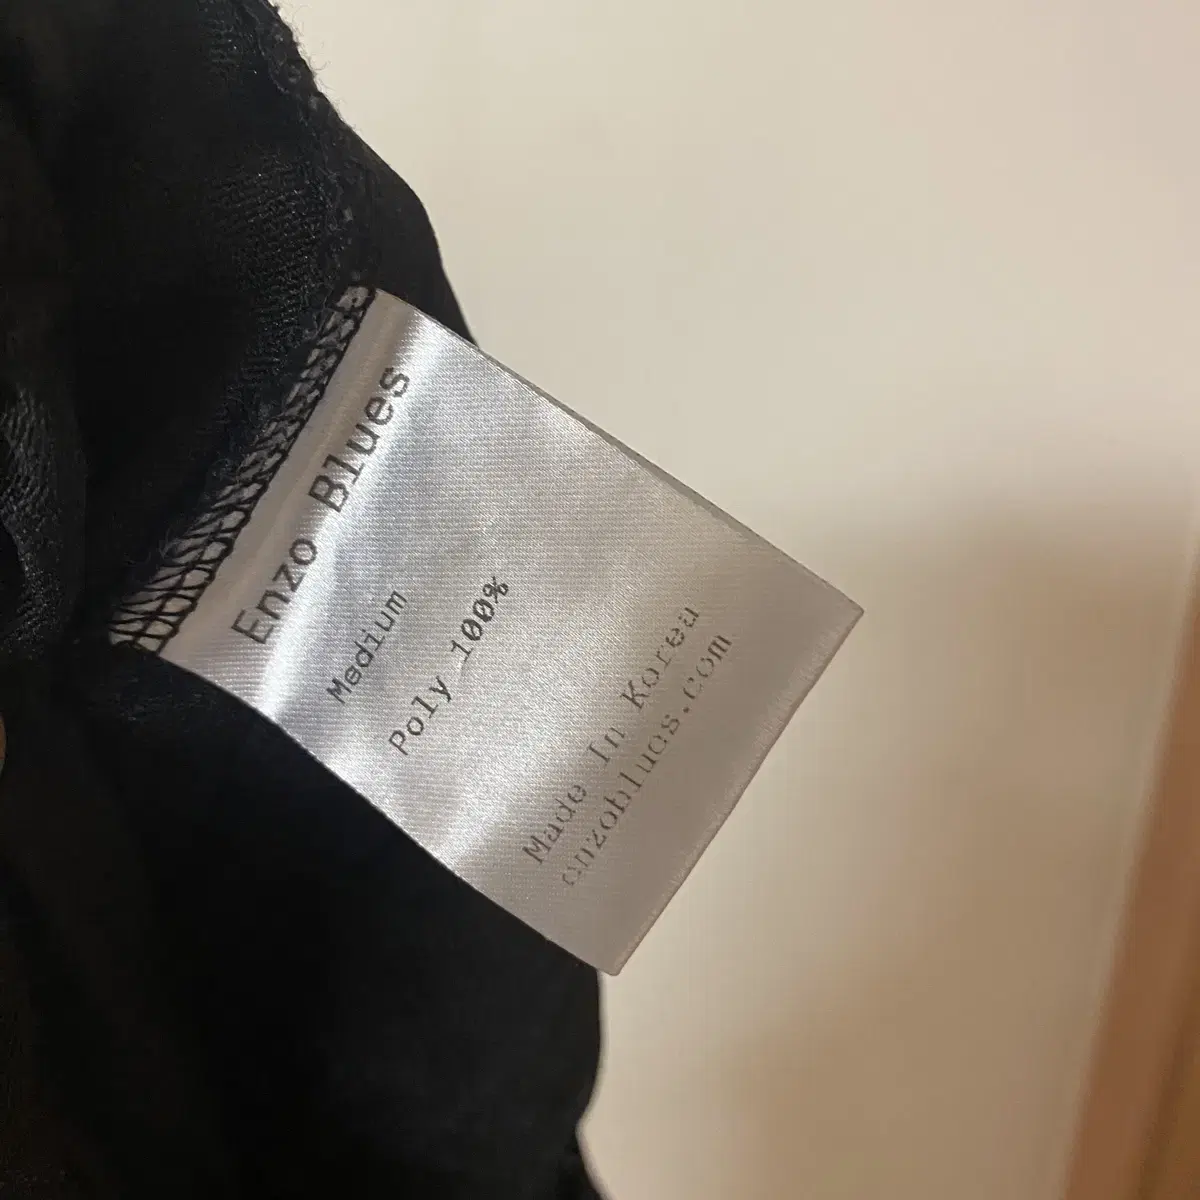 Enzo Blues
Medium
Poly 100%
Made In Korea
enzoblues.com